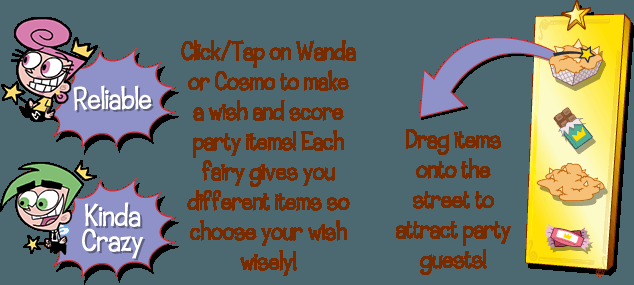 Reliable
Kinda
Crazy
Click/Tap on Wanda
or Cosmo to make
a wish and score
party items! Each
fairy gives you
different items so
choose your wish
wisely!
Drag items
onto the
street to
attract party
guests!